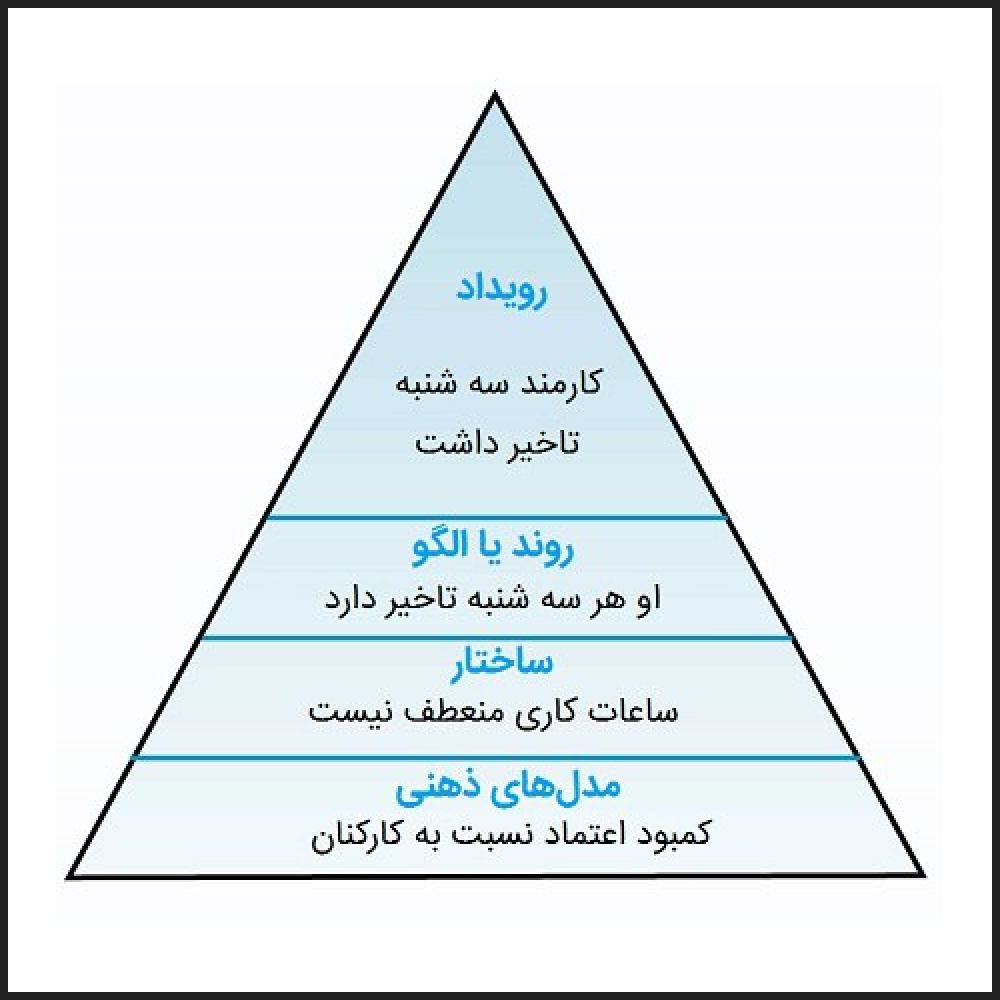 رویداد
کارمند سه شنبه
تاخیر داشت
روند یا الگو
او هر سه شنبه تاخیر دارد
ساختار
ساعات کاری منعطف نیست
مدل‌های ذهنی
کمبود اعتماد نسبت به کارکنان